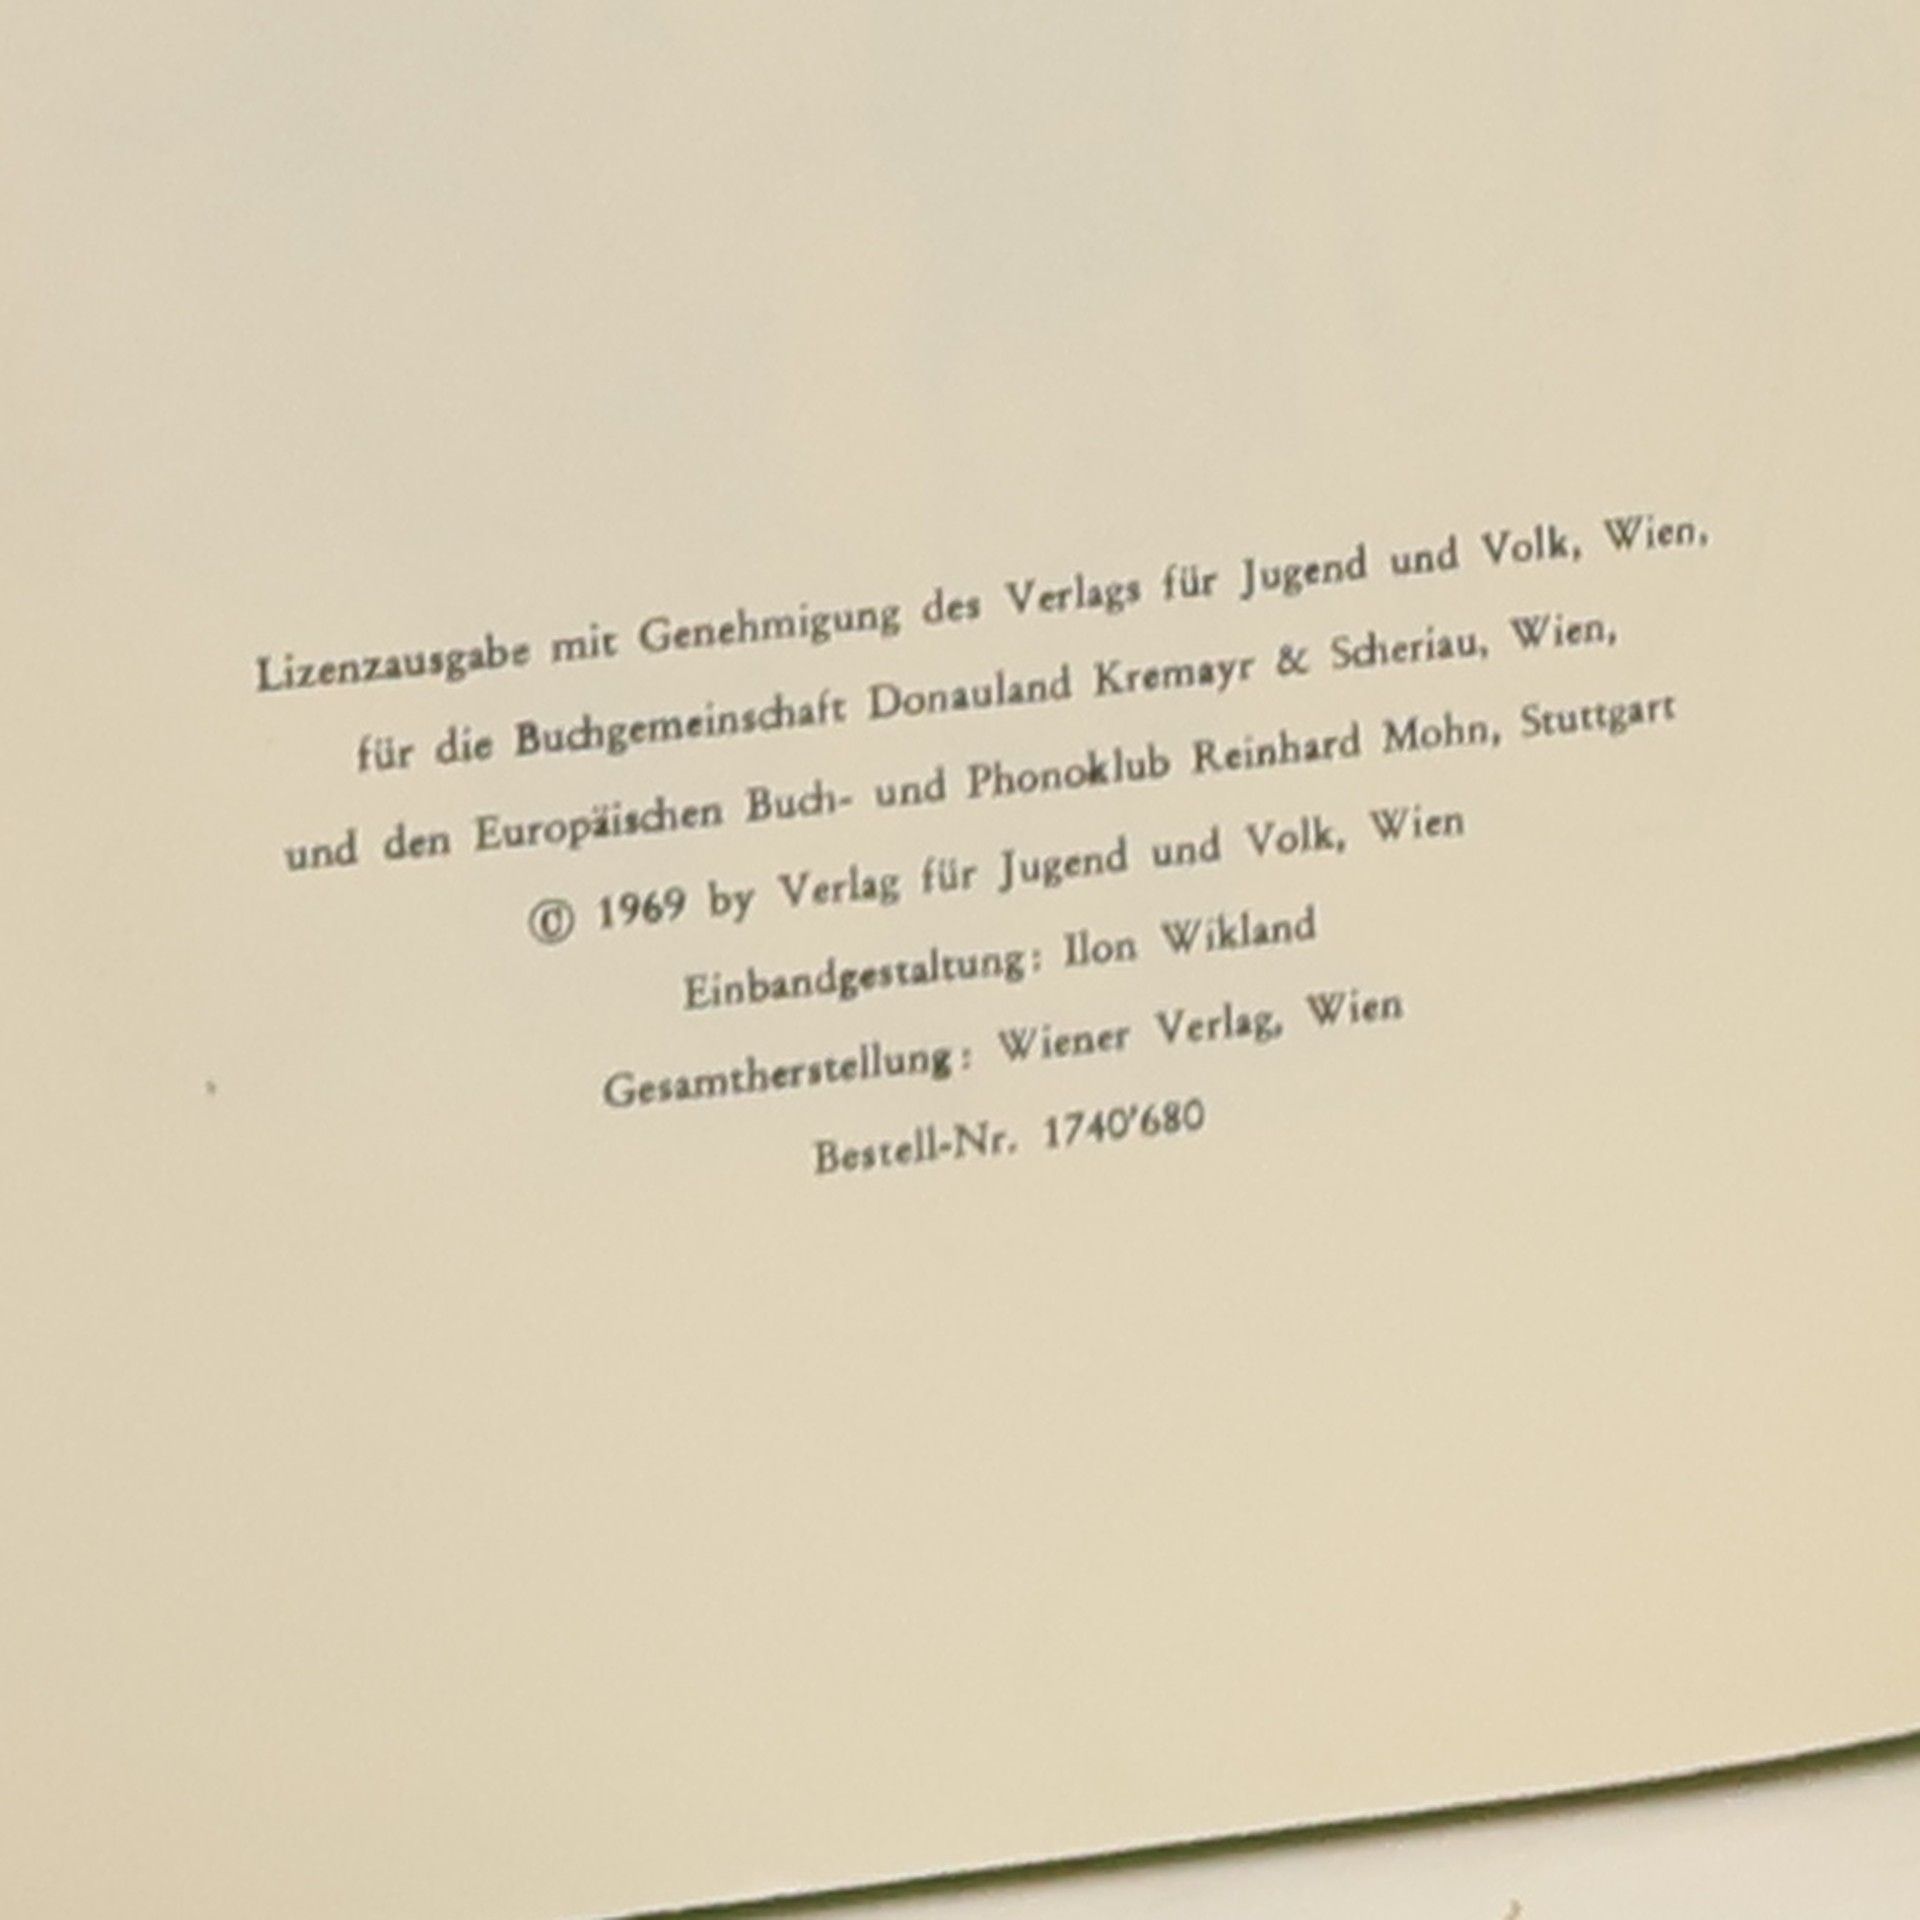 Lizenzausgabe mit Genehmigung des Verlags für Jugend und Volk, Wien,
für die Buchgemeinschaft Donauland Kremayr & Scheriau, Wien,
und den Europäischen Buch- und Phonoklub Reinhard Mohn, Stuttgart
© 1969 by Verlag für Jugend und Volk, Wien
Einbandgestaltung: Ilon Wikland
Gesamtherstellung: Wiener Verlag, Wien
Bestell-Nr. 1740'680